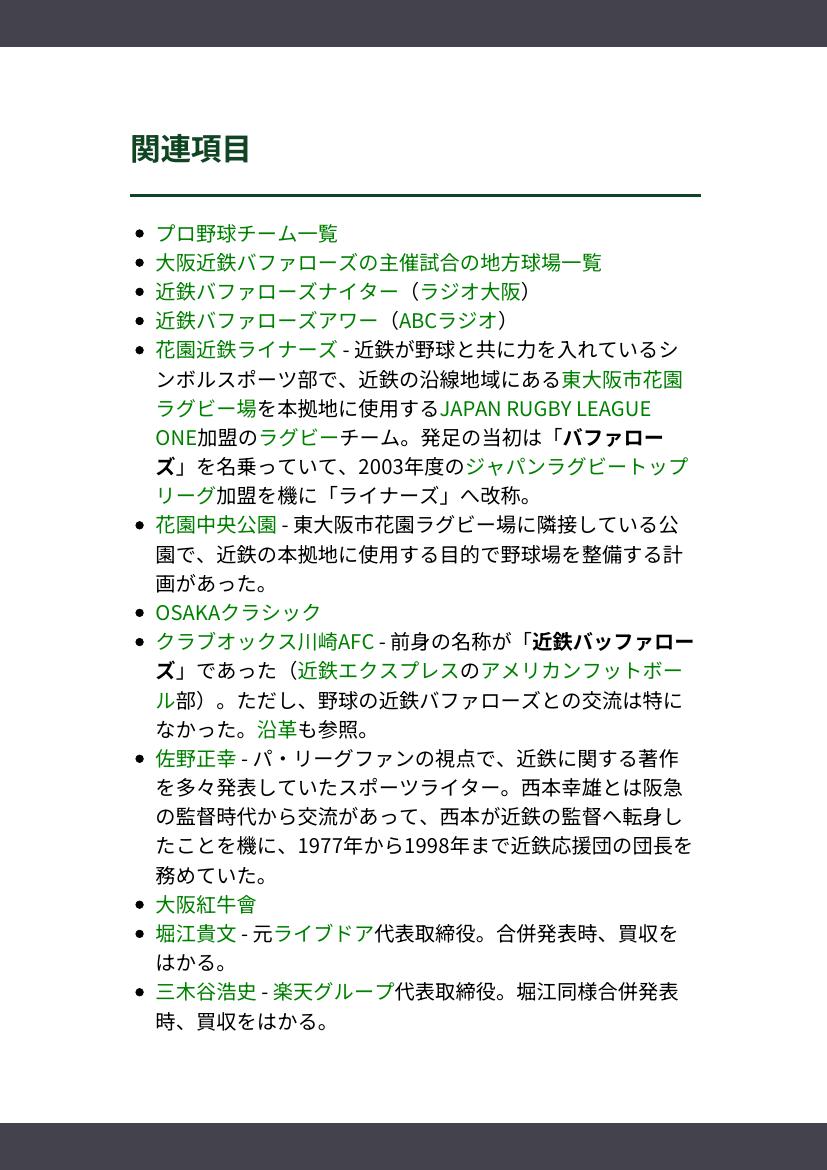 関連項目
プロ野球チーム一覧
大阪近鉄バファローズの主催試合の地方球場一覧
近鉄バファローズナイター（ラジオ大阪）
近鉄バファローズアワー（ABCラジオ）
花園近鉄ライナーズ - 近鉄が野球と共に力を入れているシ
ンボルスポーツ部で、近鉄の沿線地域にある東大阪市花園
ラグビー場を本拠地に使用するJAPAN RUGBY LEAGUE
ONE加盟のラグビーチーム。発足の当初は「バファロー
ズ」を名乗っていて、2003年度のジャパンラグビートップ
リーグ加盟を機に「ライナーズ」へ改称。
花園中央公園 - 東大阪市花園ラグビー場に隣接している公
園で、近鉄の本拠地に使用する目的で野球場を整備する計
画があった。
OSAKAクラシック
クラブオックス川崎AFC - 前身の名称が「近鉄バッファロー
ズ」であった（近鉄エクスプレスのアメリカンフットボー
ル部）。ただし、野球の近鉄バファローズとの交流は特に
なかった。沿革も参照。
佐野正幸 - パ・リーグファンの視点で、近鉄に関する著作
を多々発表していたスポーツライター。西本幸雄とは阪急
の監督時代から交流があって、西本が近鉄の監督へ転身し
たことを機に、1977年から1998年まで近鉄応援団の団長を
務めていた。
大阪紅牛會
堀江貴文 - 元ライブドア代表取締役。合併発表時、買収を
はかる。
三木谷浩史 - 楽天グループ代表取締役。堀江同様合併発表
時、買収をはかる。